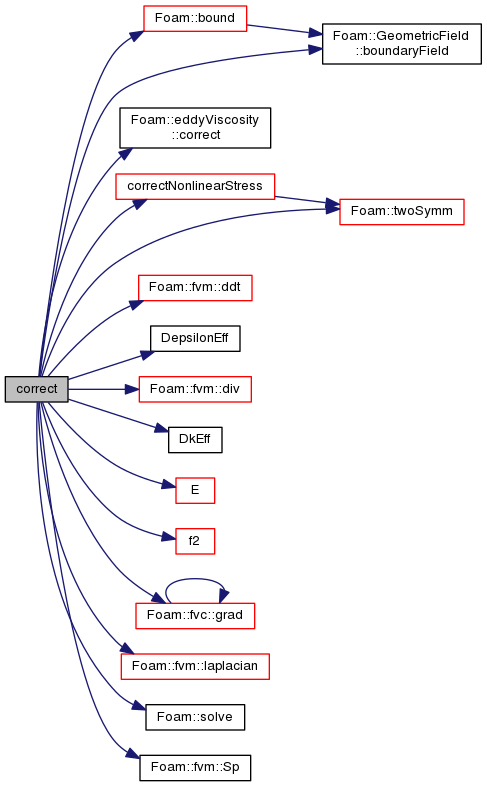 Foam::bound
Foam::GeometricField
::boundaryField
Foam::eddyViscosity
::correct
correctNonlinearStress
Foam::twoSymm
Foam::fvm::ddt
DepsilonEff
correct
Foam::fvm::div
DkEff
E
f2
Foam::fvc::grad
Foam::fvm::laplacian
Foam::solve
Foam::fvm::Sp